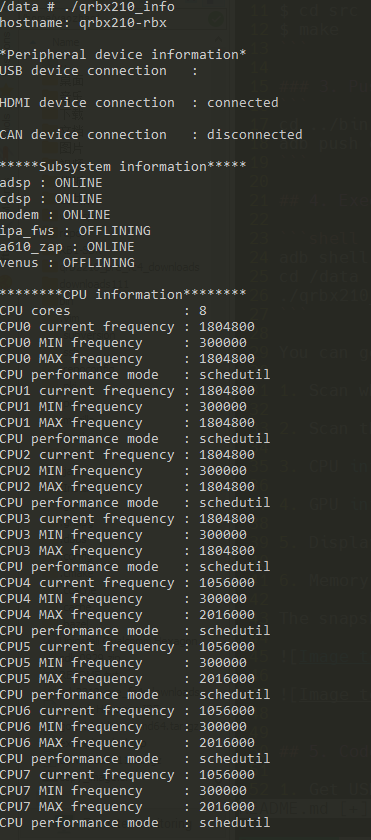 /data # ./qrbx210_info
hostname: qrbx210-rbx
*Peripheral device information*
USB device connection :
HDMI device connection : connected
CAN device connection : disconnected
*****Subsystem information*****
adsp : ONLINE
cdsp : ONLINE
modem : ONLINE
ipa_fws : OFFLINING
a610_zap : ONLINE
venus : OFFLINING
********CPU information********
CPU cores : 8
CPU0 current frequency : 1804800
CPU0 MIN frequency : 300000
CPU0 MAX frequency : 1804800
CPU performance mode : schedutil
CPU1 current frequency : 1804800
CPU1 MIN frequency : 300000
CPU1 MAX frequency : 1804800
CPU performance mode : schedutil
CPU2 current frequency : 1804800
CPU2 MIN frequency : 300000
CPU2 MAX frequency : 1804800
CPU performance mode : schedutil
CPU3 current frequency : 1804800
CPU3 MIN frequency : 300000
CPU3 MAX frequency : 1804800
CPU performance mode : schedutil
CPU4 current frequency : 1056000
CPU4 MIN frequency : 300000
CPU4 MAX frequency : 2016000
CPU performance mode : schedutil
CPU5 current frequency : 1056000
CPU5 MIN frequency : 300000
CPU5 MAX frequency : 2016000
CPU performance mode : schedutil
CPU6 current frequency : 1056000
CPU6 MIN frequency : 300000
CPU6 MAX frequency : 2016000
CPU performance mode : schedutil
CPU7 current frequency : 1056000
CPU7 MIN frequency : 300000
CPU7 MAX frequency : 2016000
CPU performance mode : schedutil